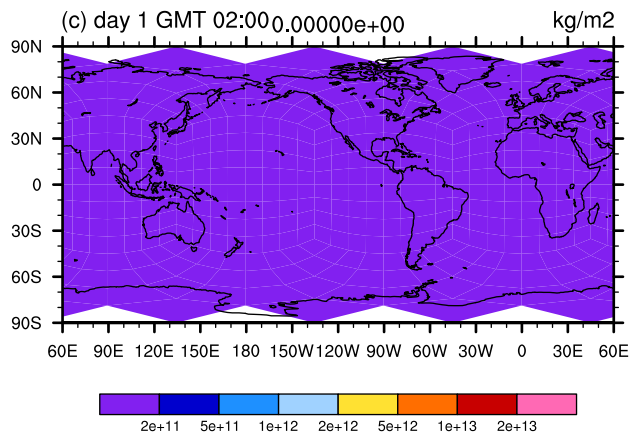 (c) day 1 GMT 02:00 0.00000e+00 kg/m2
90N
60N
30N
0
30S
60S
90S
60E 90E 120E 150E 180 150W 120W 90W 60W 30W 0 30E 60E
2e+11 5e+11 1e+12 2e+12 5e+12 1e+13 2e+13